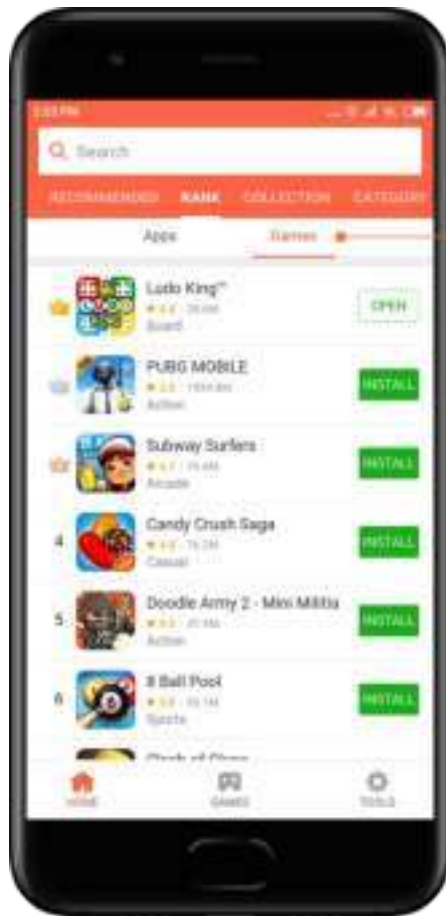 Search
RECOMMENDED RANK COLLECTION CATEGORY
Apps Games
Ludo King™
Board
OPEN
PUBG MOBILE
Action
INSTALL
Subway Surfers
Arcade
INSTALL
4
Candy Crush Saga
Casual
INSTALL
5
Doodle Army 2 - Mini Militia
Action
INSTALL
6
8 Ball Pool
Sports
INSTALL
HOME GAMES TOOLS